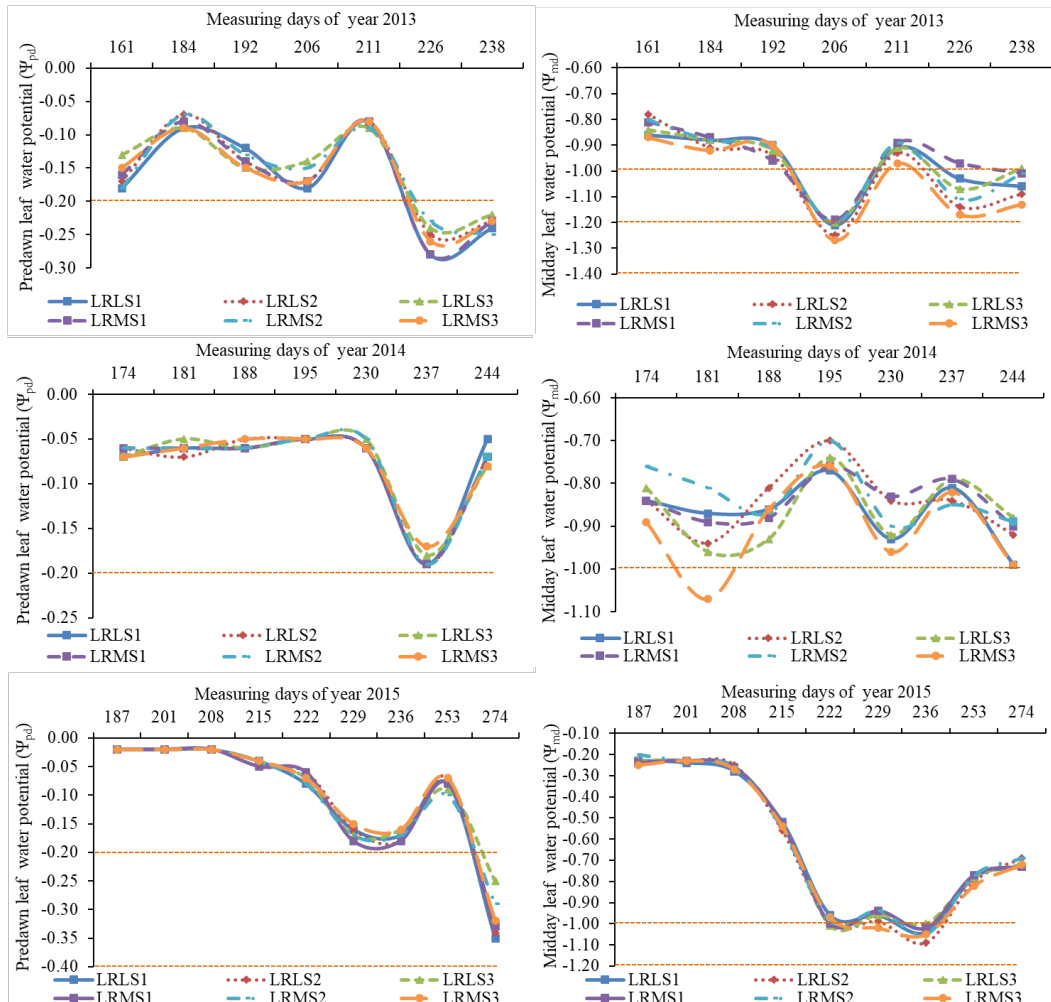 Measuring days of year 2013
161 184 192 206 211 226 238
Predawn leaf water potential (Ψpd)
0.00
-0.05
-0.10
-0.15
-0.20
-0.25
-0.30
LRLS1 LRLS2 LRLS3
LRMS1 LRMS2 LRMS3
Measuring days of year 2013
161 184 192 206 211 226 238
Midday leaf water potential (Ψmd)
-0.60
-0.80
-1.00
-1.20
-1.40
LRLS1 LRLS2 LRLS3
LRMS1 LRMS2 LRMS3
Measuring days of year 2014
174 181 188 195 230 237 244
Predawn leaf water potential (Ψpd)
0.00
-0.05
-0.10
-0.15
-0.20
-0.25
LRLS1 LRLS2 LRLS3
LRMS1 LRMS2 LRMS3
Measuring days of year 2014
174 181 188 195 230 237 244
Midday leaf water potential (Ψmd)
-0.60
-0.70
-0.80
-0.90
-1.00
-1.10
LRLS1 LRLS2 LRLS3
LRMS1 LRMS2 LRMS3
Measuring days of year 2015
187 201 208 215 222 229 236 253 274
Predawn leaf water potential (Ψpd)
0.00
-0.05
-0.10
-0.15
-0.20
-0.25
-0.30
-0.35
-0.40
LRLS1 LRLS2 LRLS3
LRMS1 LRMS2 LRMS3
Measuring days of year 2015
187 201 208 215 222 229 236 253 274
Midday leaf water potential (Ψmd)
-0.10
-0.20
-0.30
-0.40
-0.50
-0.60
-0.70
-0.80
-0.90
-1.00
-1.10
-1.20
LRLS1 LRLS2 LRLS3
LRMS1 LRMS2 LRMS3